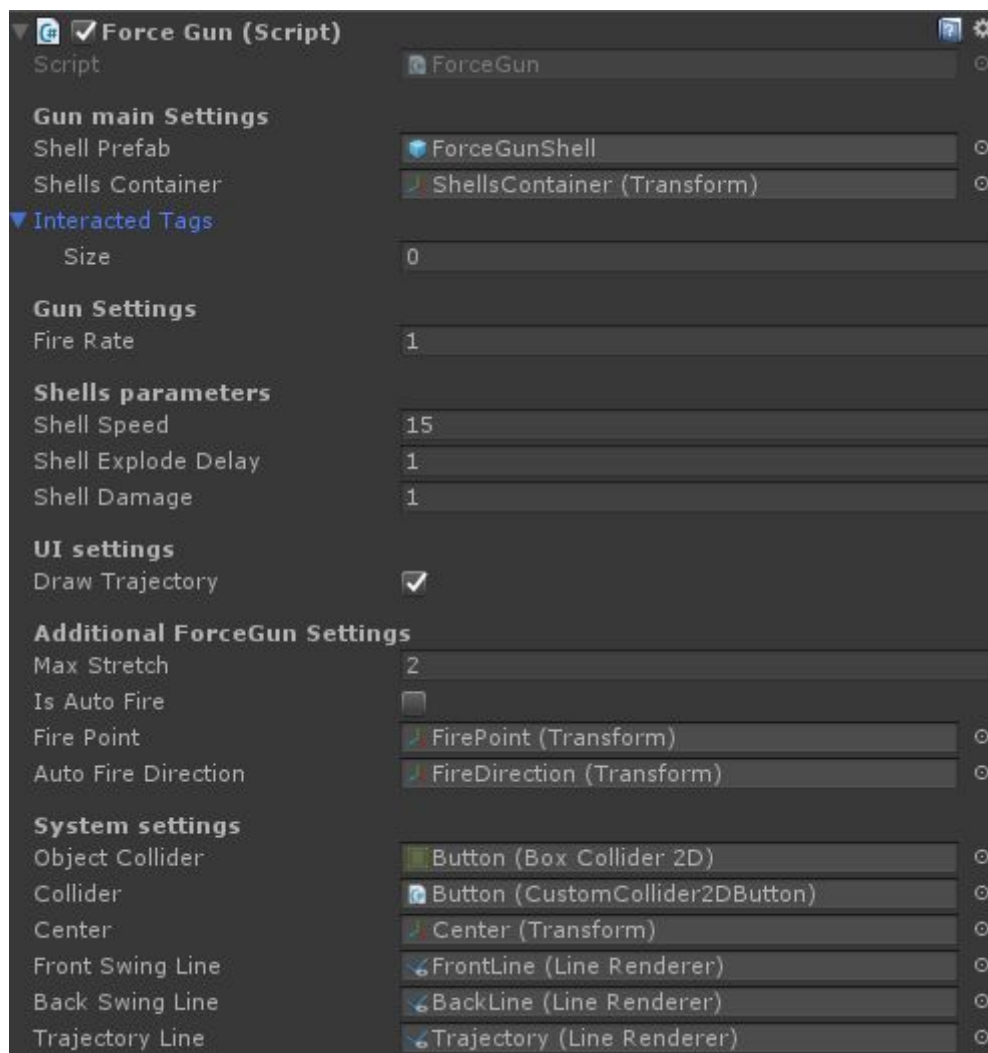 Force Gun (Script)
Script ForceGun
Gun main Settings
Shell Prefab ForceGunShell
Shells Container ShellsContainer (Transform)
Interacted Tags
Size 0
Gun Settings
Fire Rate 1
Shells parameters
Shell Speed 15
Shell Explode Delay 1
Shell Damage 1
UI settings
Draw Trajectory
Additional ForceGun Settings
Max Stretch 2
Is Auto Fire
Fire Point FirePoint (Transform)
Auto Fire Direction FireDirection (Transform)
System settings
Object Collider Button (Box Collider 2D)
Collider Button (CustomCollider2DButton)
Center Center (Transform)
Front Swing Line FrontLine (Line Renderer)
Back Swing Line BackLine (Line Renderer)
Trajectory Line Trajectory (Line Renderer)